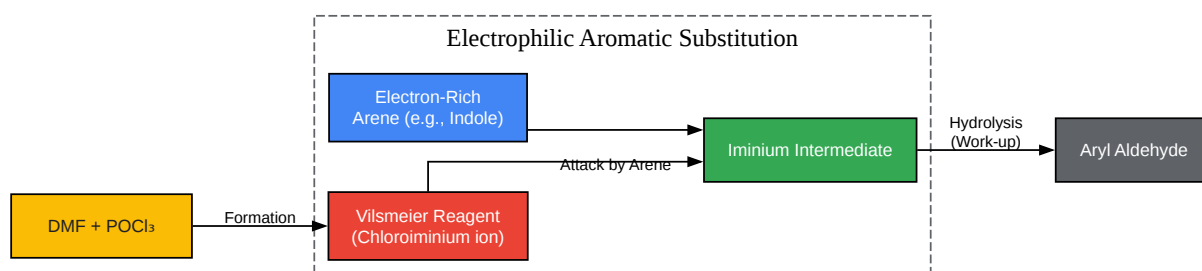 Electrophilic Aromatic Substitution
Electron-Rich
Arene (e.g., Indole)
Iminium Intermediate
Hydrolysis
(Work-up)
Aryl Aldehyde
Attack by Arene
DMF + POCl₃
Formation
Vilsmeier Reagent
(Chloroiminium ion)